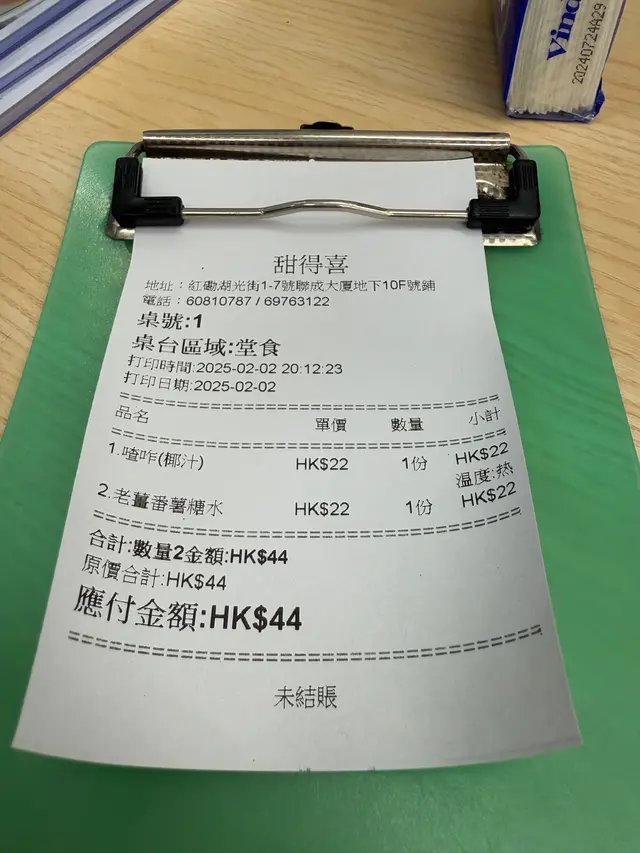 Vind
20240724A29
甜得喜
地址：紅磡湖光街1-7號聯成大廈地下10F號鋪
電話：60810787 / 69763122
桌號:1
桌台區域:堂食
打印時間:2025-02-02 20:12:23
打印日期:2025-02-02
品名 單價 數量 小計
1.喳咋(椰汁) HK$22 1份 HK$22
温度:热
2.老薑番薯糖水 HK$22 1份 HK$22
合計:數量2金額:HK$44
原價合計:HK$44
應付金額:HK$44
未結賬